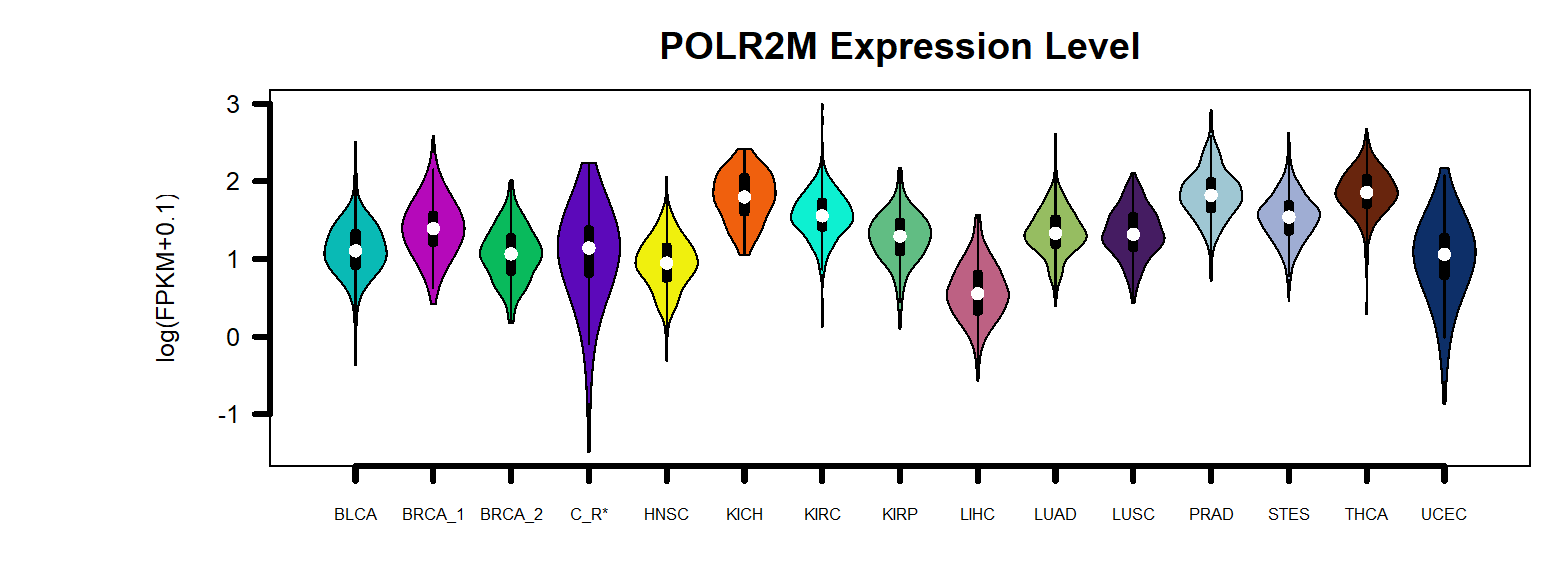 POLR2M Expression Level
log(FPKM+0.1)
3
2
1
0
-1
BLCA BRCA_1 BRCA_2 C_R* HNSC KICH KIRC KIRP LIHC LUAD LUSC PRAD STES THCA UCEC